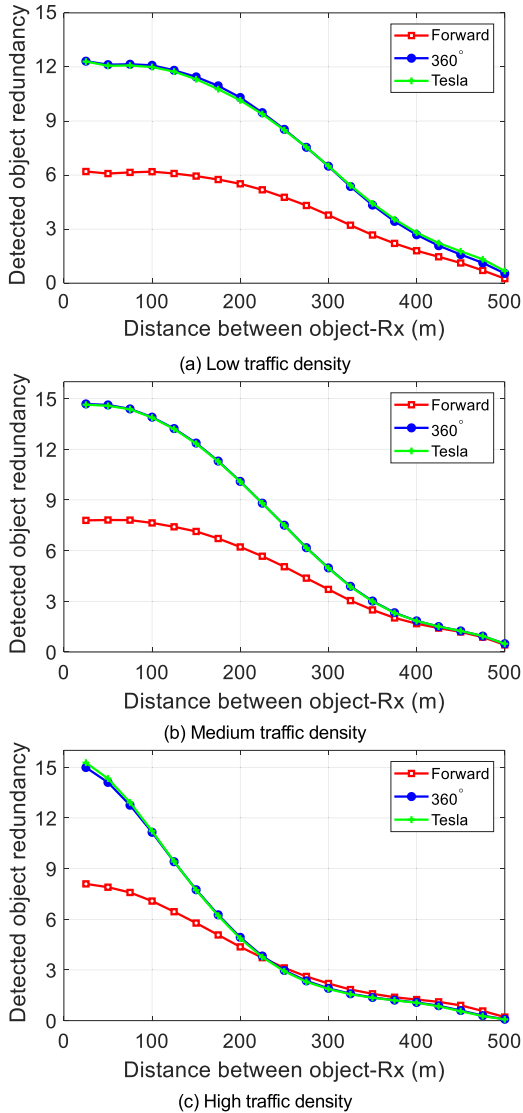 Detected object redundancy
15
12
9
6
3
0
0 100 200 300 400 500
Distance between object-Rx (m)
Forward
360°
Tesla
(a) Low traffic density
Detected object redundancy
15
12
9
6
3
0
0 100 200 300 400 500
Distance between object-Rx (m)
Forward
360°
Tesla
(b) Medium traffic density
Detected object redundancy
15
12
9
6
3
0
0 100 200 300 400 500
Distance between object-Rx (m)
Forward
360°
Tesla
(c) High traffic density